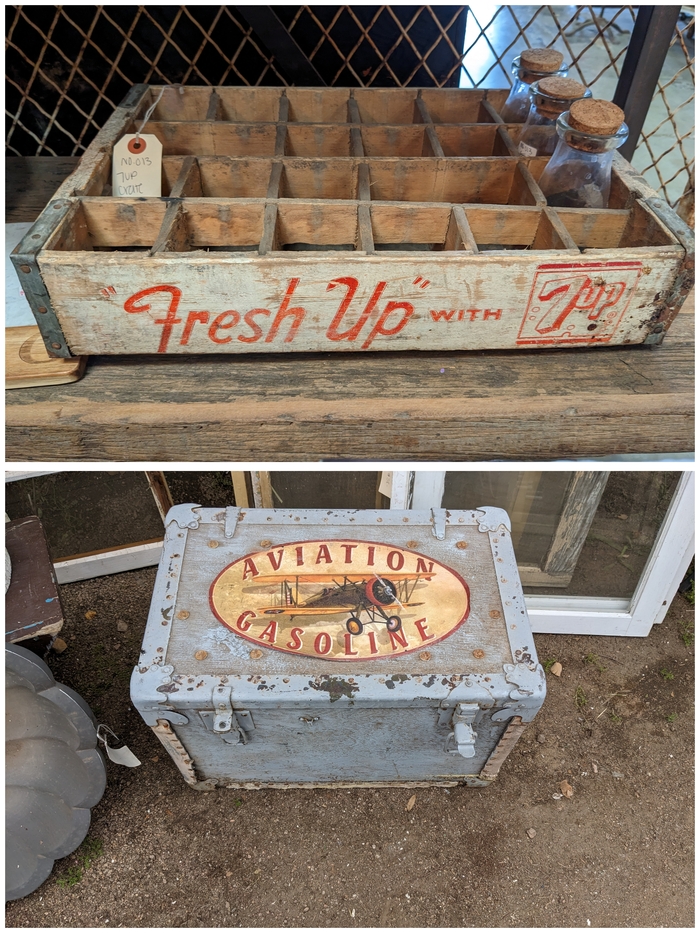 NO.013
7UP
CRATE
"Fresh Up" WITH 7up
AVIATION
GASOLINE